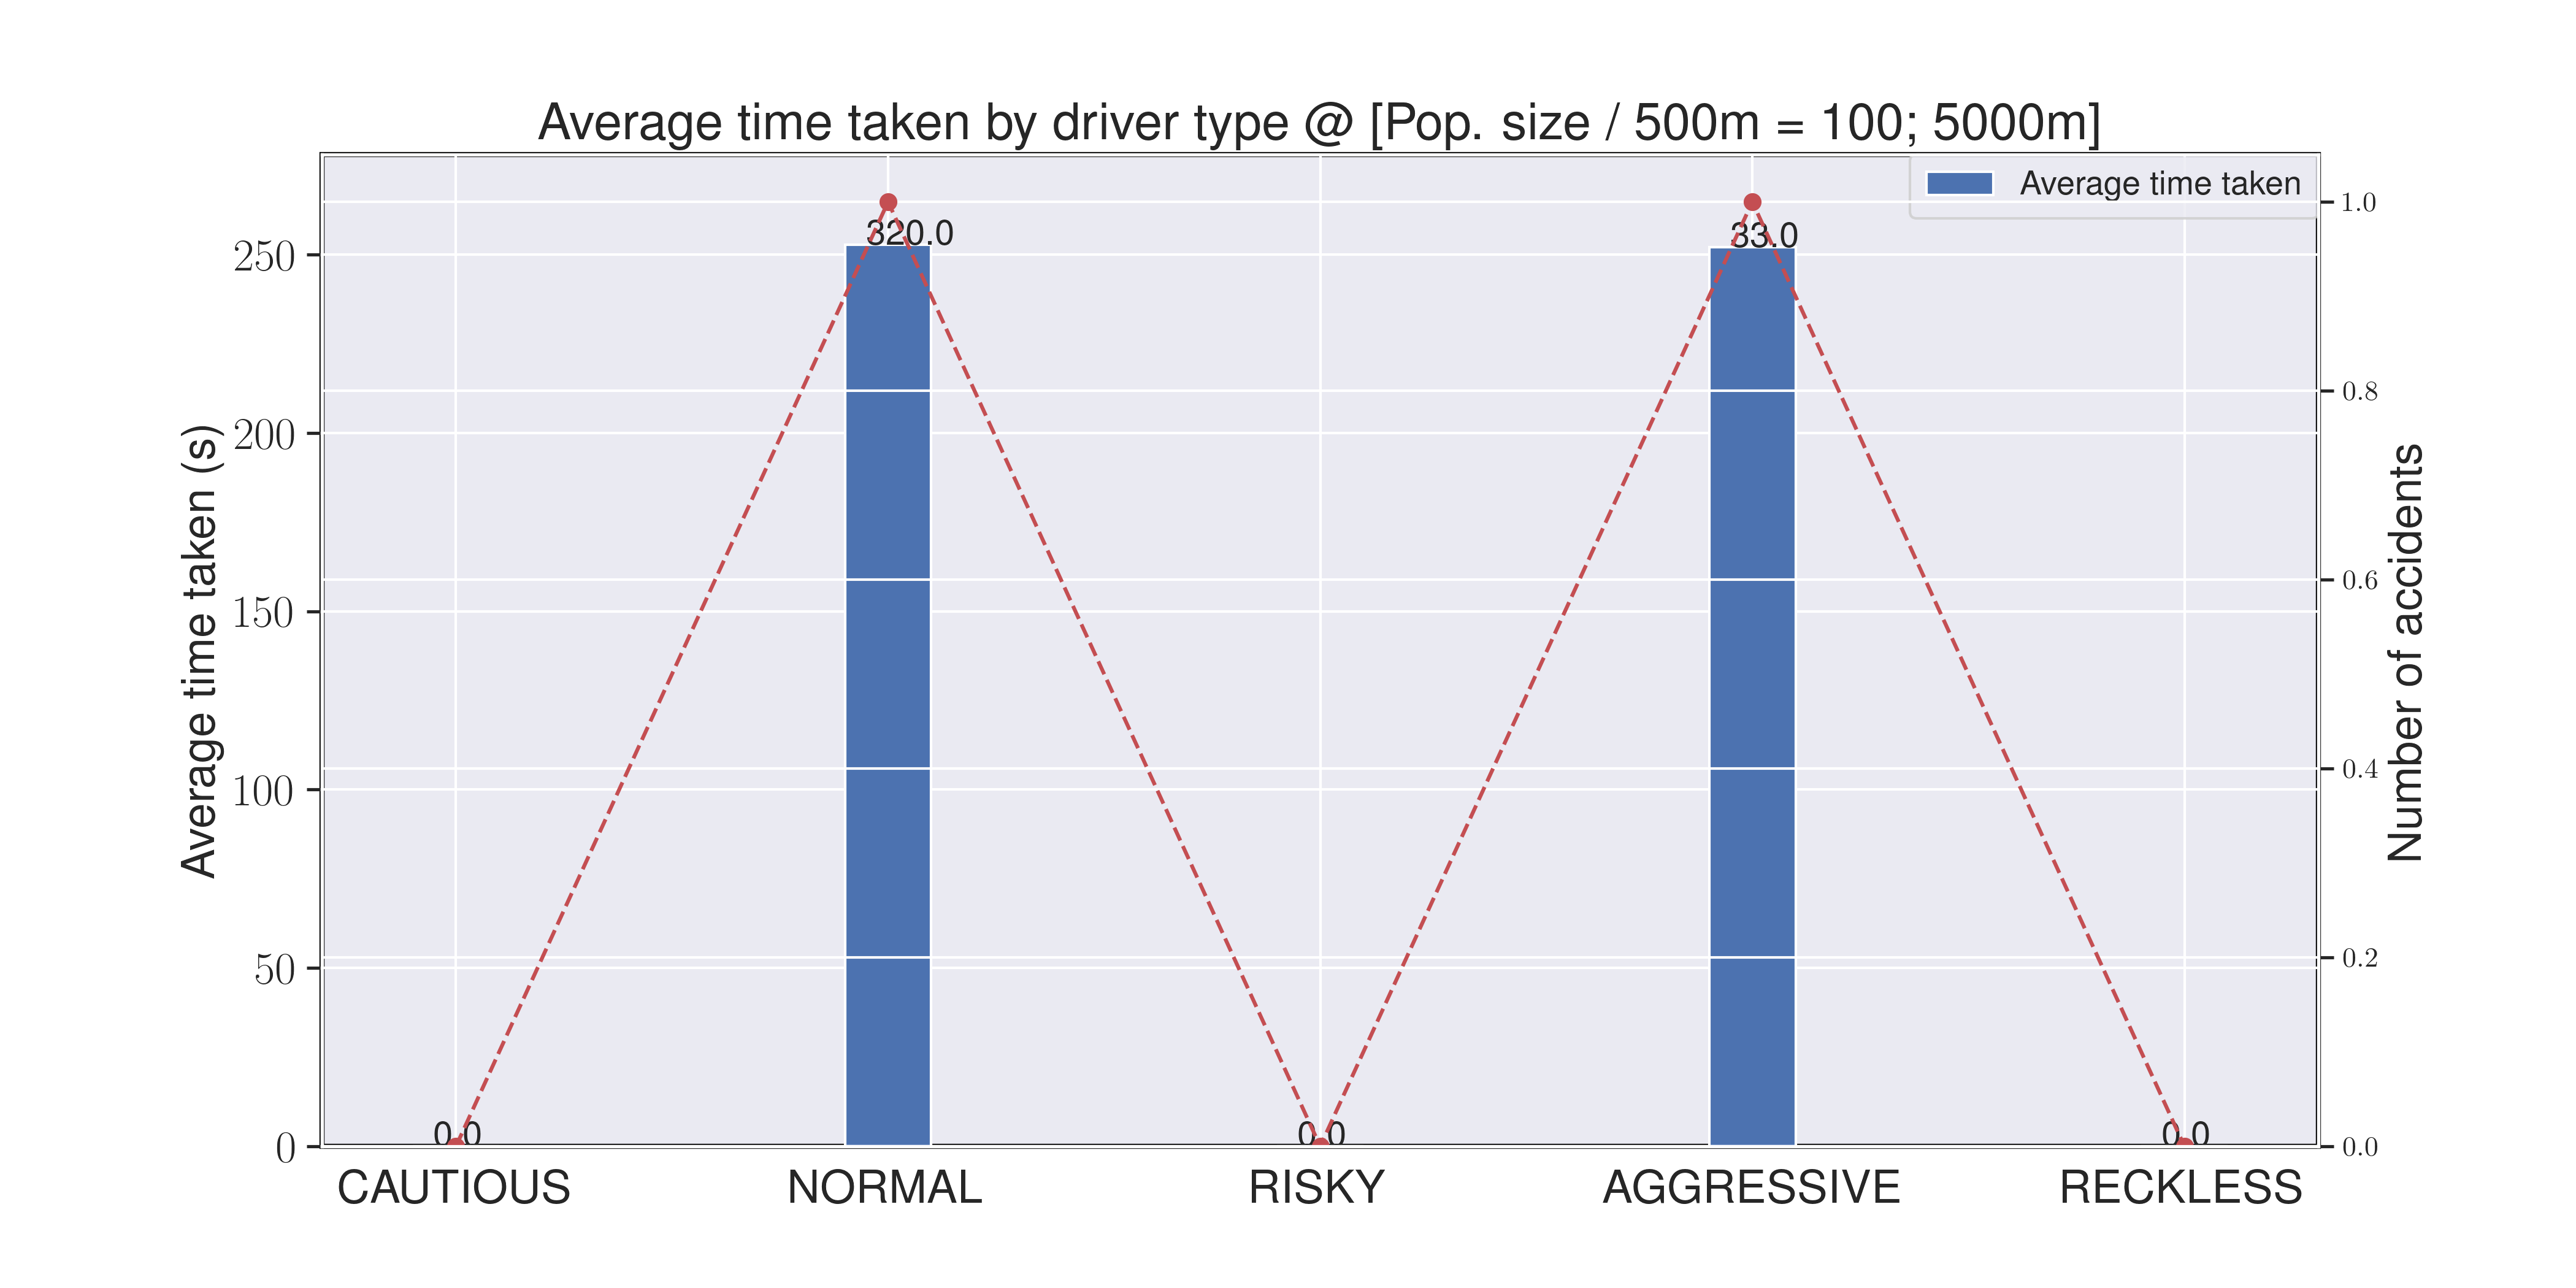 Average time taken by driver type @ [Pop. size / 500m = 100; 5000m]
Average time taken
Average time taken (s)
250
200
150
100
50
0
320.0
33.0
0.0
0.0
0.0
1.0
0.8
0.6
0.4
0.2
0.0
Number of accidents
CAUTIOUS
NORMAL
RISKY
AGGRESSIVE
RECKLESS